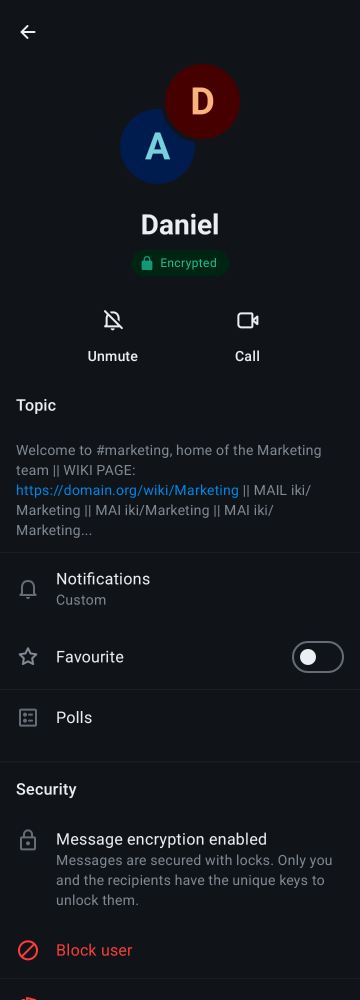 D
A
Daniel
Encrypted
Unmute
Call
Topic
Welcome to #marketing, home of the Marketing
team || WIKI PAGE:
https://domain.org/wiki/Marketing || MAIL iki/
Marketing || MAI iki/Marketing || MAI iki/
Marketing...
Notifications
Custom
Favourite
Polls
Security
Message encryption enabled
Messages are secured with locks. Only you
and the recipients have the unique keys to
unlock them.
Block user